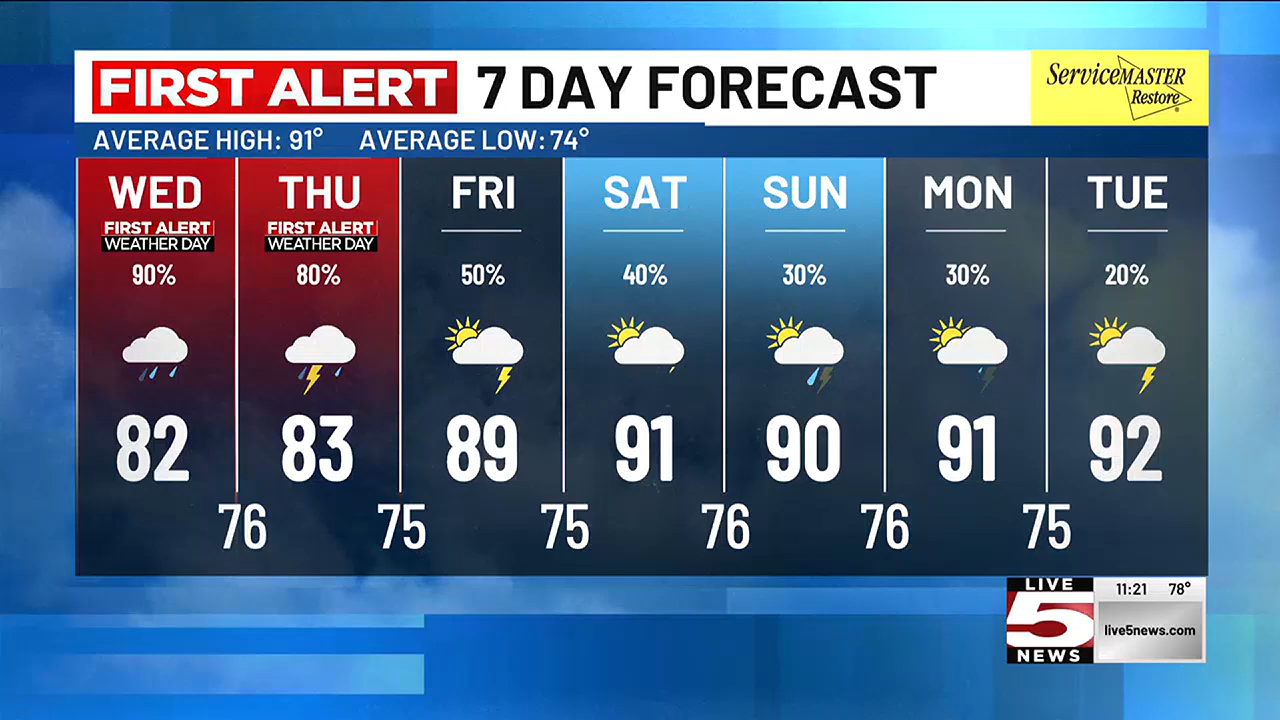 FIRST ALERT 7 DAY FORECAST
ServiceMASTER
Restore
AVERAGE HIGH: 91° AVERAGE LOW: 74°
WED THU FRI SAT SUN MON TUE
FIRST ALERT FIRST ALERT
WEATHER DAY WEATHER DAY
90% 80% 50% 40% 30% 30% 20%
82 83 89 91 90 91 92
76 75 75 76 76 75
LIVE
5
NEWS
11:21 78°
live5news.com